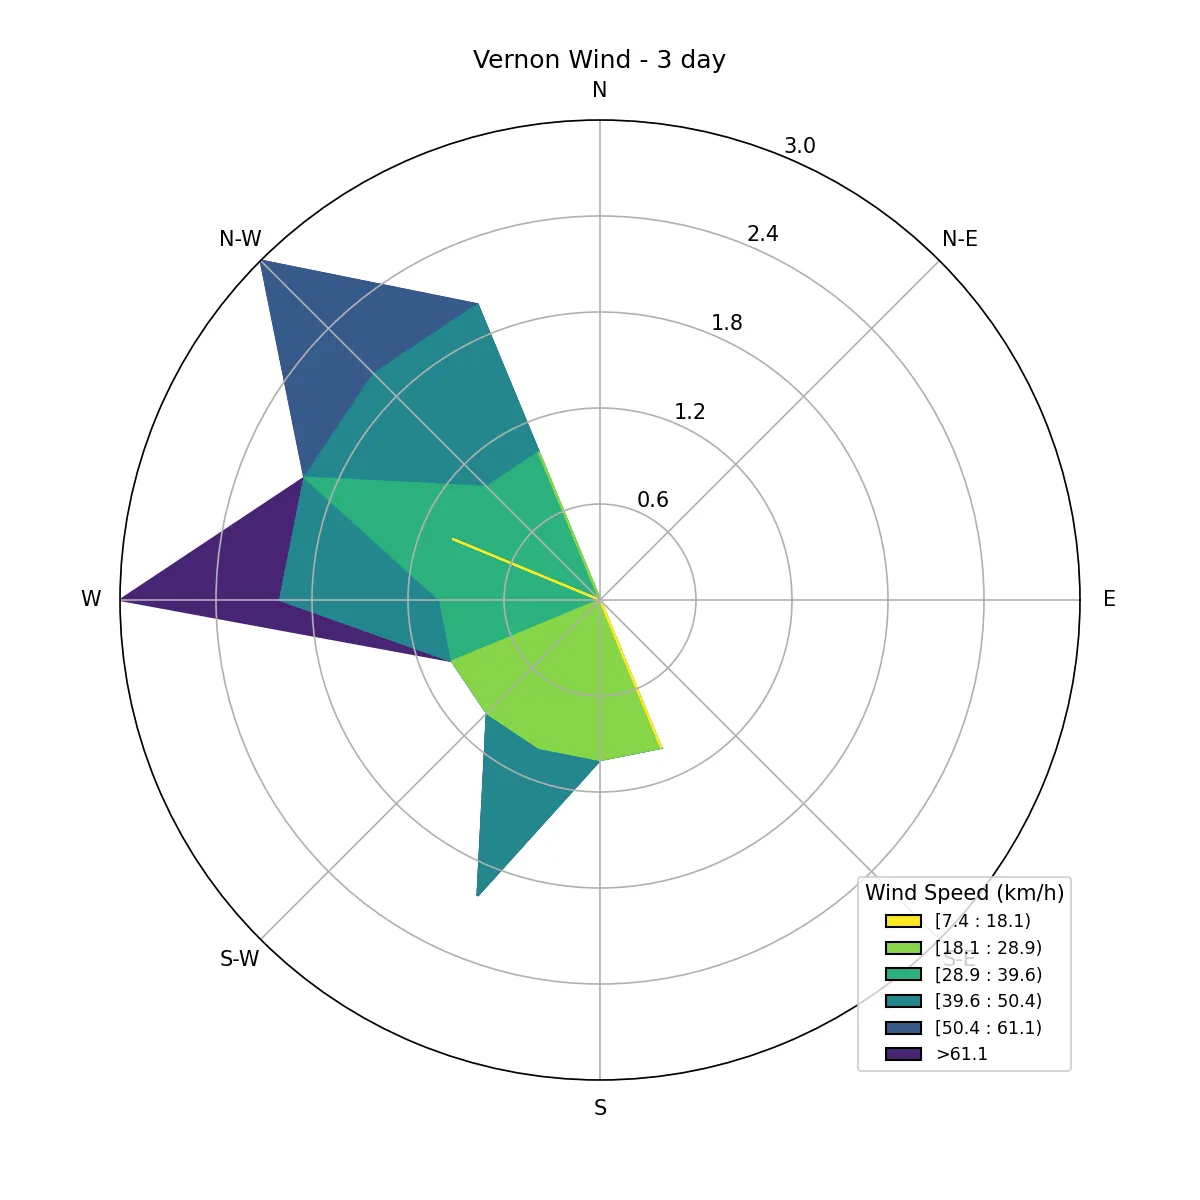 Vernon Wind - 3 day
N
3.0
N-W
N-E
2.4
1.8
1.2
0.6
W
E
Wind Speed (km/h)
[7.4 : 18.1)
[18.1 : 28.9)
S-W
S-E
[28.9 : 39.6)
[39.6 : 50.4)
[50.4 : 61.1)
>61.1
S